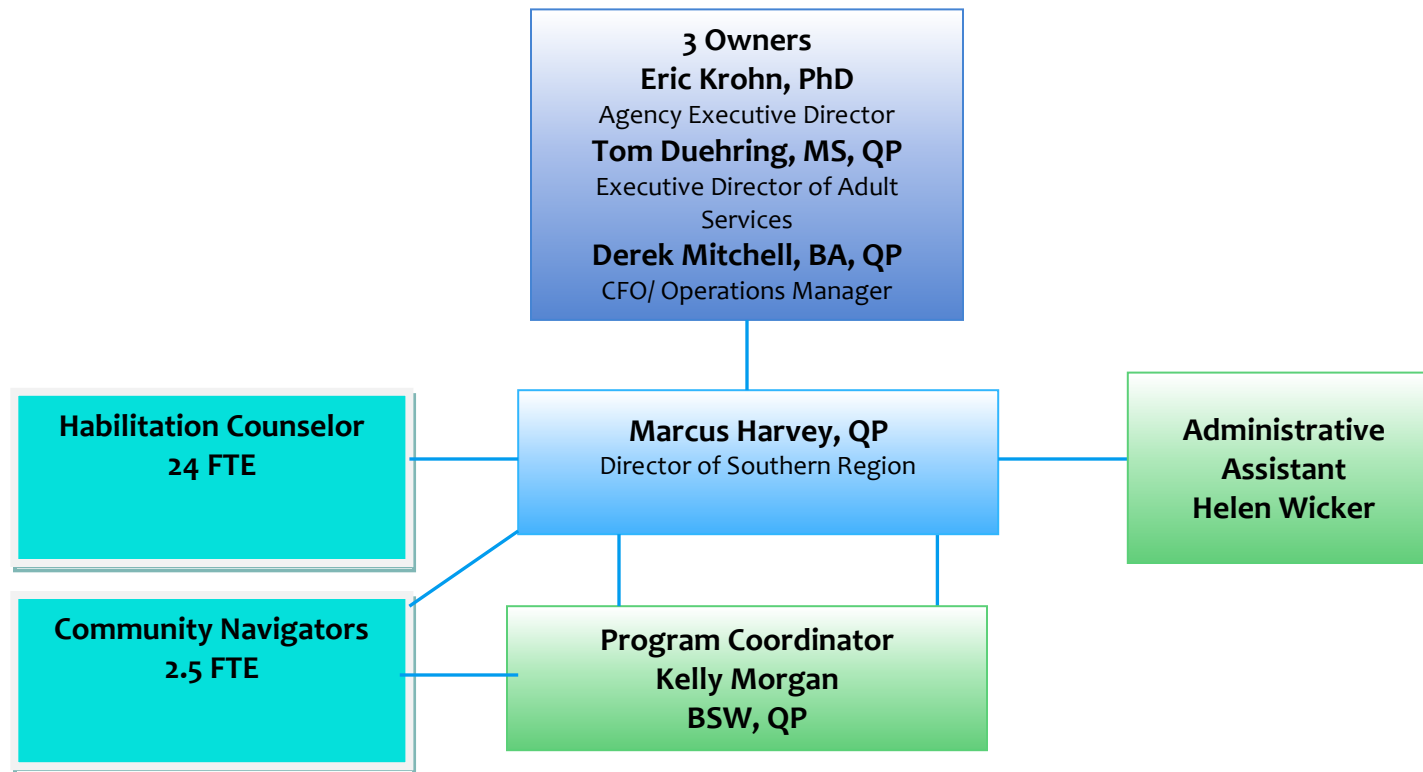 3 Owners
Eric Krohn, PhD
Agency Executive Director
Tom Duehring, MS, QP
Executive Director of Adult
Services
Derek Mitchell, BA, QP
CFO/ Operations Manager
Habilitation Counselor
24 FTE
Marcus Harvey, QP
Director of Southern Region
Administrative
Assistant
Helen Wicker
Community Navigators
2.5 FTE
Program Coordinator
Kelly Morgan
BSW, QP